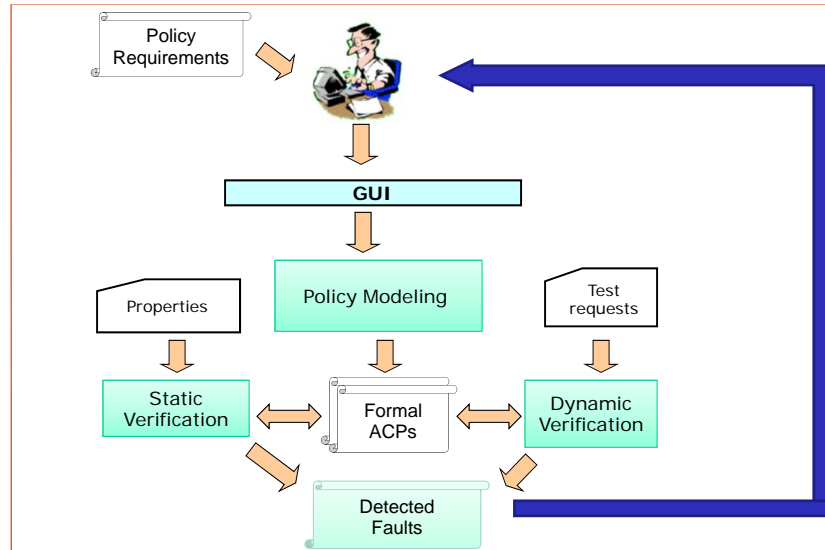 Policy
Requirements
GUI
Policy Modeling
Properties
Test
requests
Static
Verification
Formal
ACPs
Dynamic
Verification
Detected
Faults